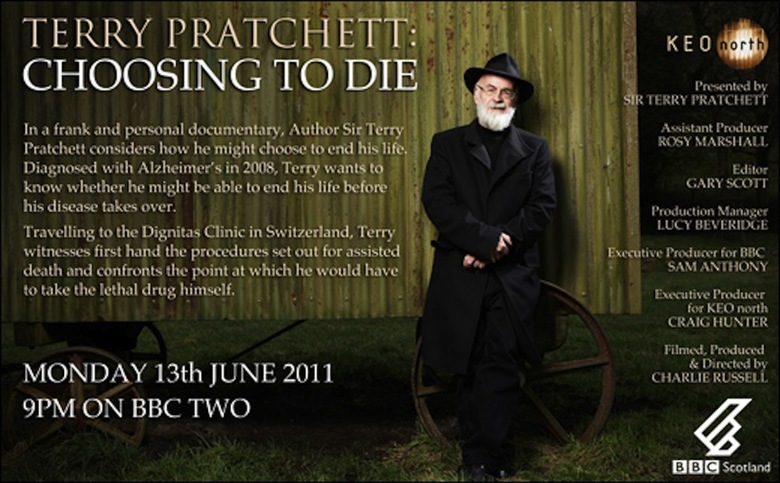 TERRY PRATCHETT:
CHOOSING TO DIE
In a frank and personal documentary, Author Sir Terry
Pratchett considers how he might choose to end his life.
Diagnosed with Alzheimer's in 2008, Terry wants to
know whether he might be able to end his life before
his disease takes over.
Travelling to the Dignitas Clinic in Switzerland, Terry
witnesses first hand the procedures set out for assisted
death and confronts the point at which he would have
to take the lethal drug himself.
MONDAY 13th JUNE 2011
9PM ON BBC TWO
KEO north
Presented by
SIR TERRY PRATCHETT
Assistant Producer
ROSY MARSHALL
Editor
GARY SCOTT
Production Manager
LUCY BEVERIDGE
Executive Producer for BBC
SAM ANTHONY
Executive Producer
for KEO north
CRAIG HUNTER
Filmed, Produced
& Directed by
CHARLIE RUSSELL
BBC Scotland